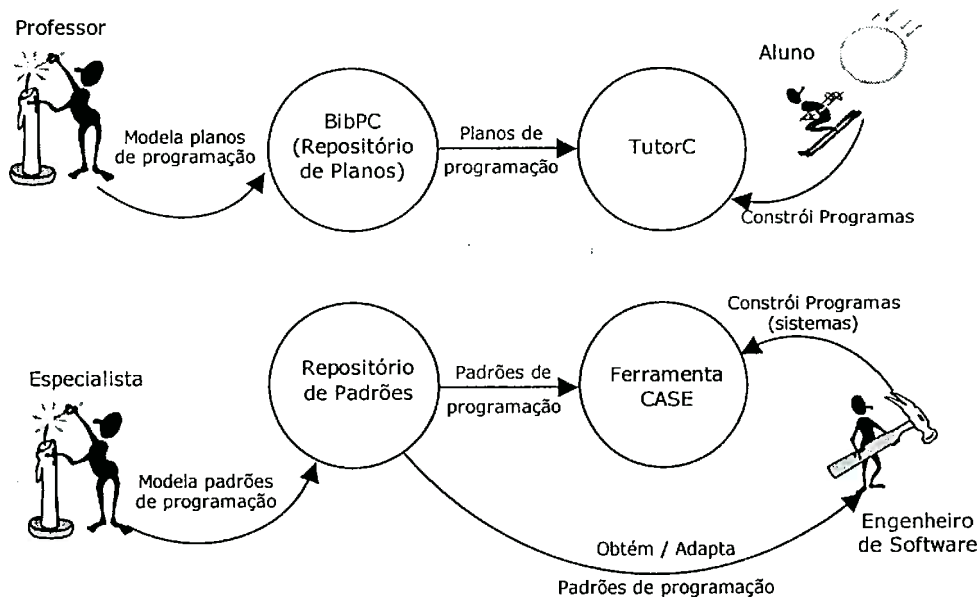 Professor
Aluno
Modela planos
de programação
BibPC
(Repositório
de Planos)
Planos de
programação
TutorC
Constrói Programas
Especialista
Modela padrões
de programação
Repositório
de Padrões
Padrões de
programação
Ferramenta
CASE
Constrói Programas
(sistemas)
Engenheiro
de Software
Obtém / Adapta
Padrões de programação